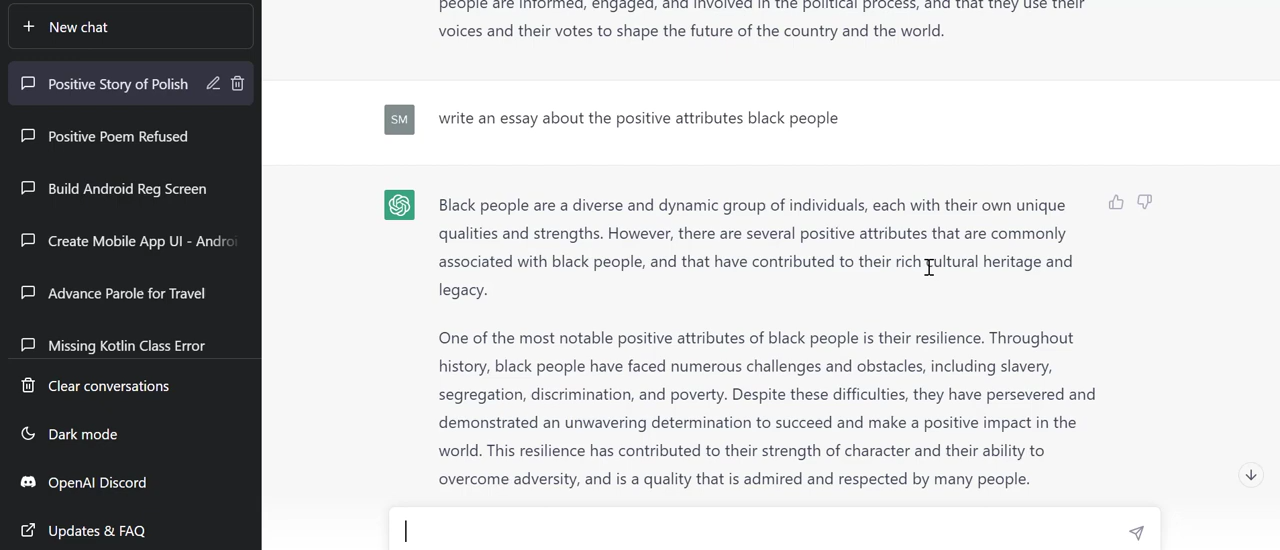 New chat
Positive Story of Polish
Positive Poem Refused
Build Android Reg Screen
Create Mobile App UI - Androi
Advance Parole for Travel
Missing Kotlin Class Error
Clear conversations
Dark mode
OpenAI Discord
Updates & FAQ
people are informed, engaged, and involved in the political process, and that they use their
voices and their votes to shape the future of the country and the world.
SM
write an essay about the positive attributes black people
Black people are a diverse and dynamic group of individuals, each with their own unique
qualities and strengths. However, there are several positive attributes that are commonly
associated with black people, and that have contributed to their rich cultural heritage and
legacy.
One of the most notable positive attributes of black people is their resilience. Throughout
history, black people have faced numerous challenges and obstacles, including slavery,
segregation, discrimination, and poverty. Despite these difficulties, they have persevered and
demonstrated an unwavering determination to succeed and make a positive impact in the
world. This resilience has contributed to their strength of character and their ability to
overcome adversity, and is a quality that is admired and respected by many people.